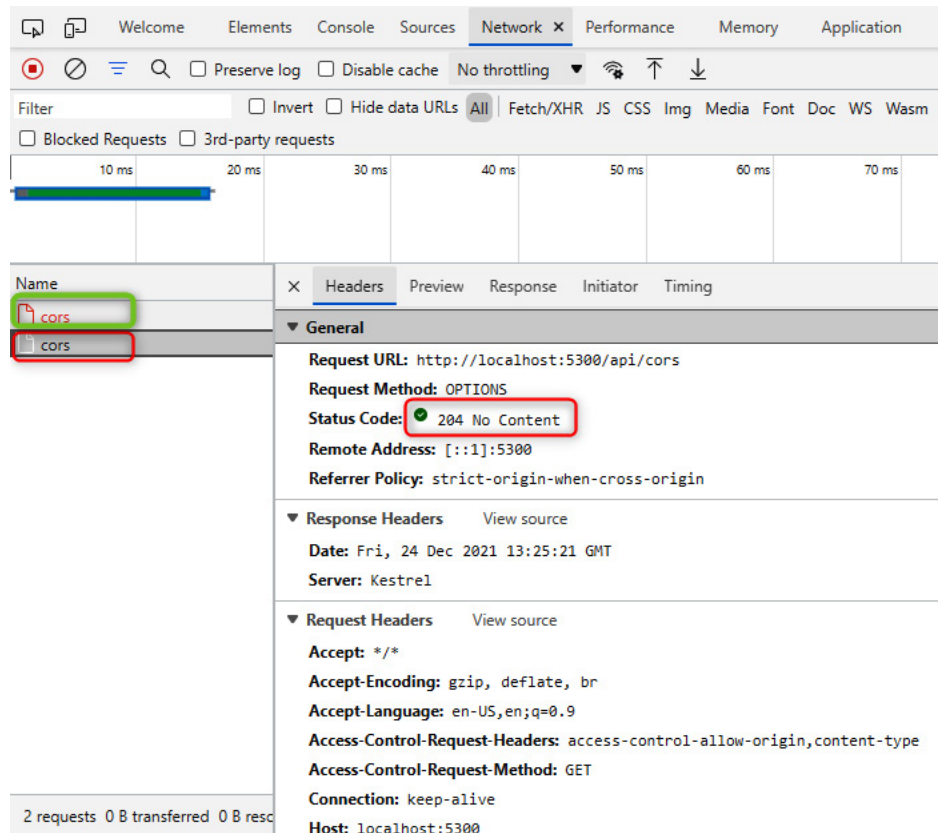 Welcome Elements Console Sources Network × Performance Memory Application
Preserve log Disable cache No throttling
Filter Invert Hide data URLs All Fetch/XHR JS CSS Img Media Font Doc WS Wasm
Blocked Requests 3rd-party requests
10 ms 20 ms 30 ms 40 ms 50 ms 60 ms 70 ms
Name
cors
cors
× Headers Preview Response Initiator Timing
General
Request URL: http://localhost:5300/api/cors
Request Method: OPTIONS
Status Code: 204 No Content
Remote Address: [::1]:5300
Referrer Policy: strict-origin-when-cross-origin
Response Headers View source
Date: Fri, 24 Dec 2021 13:25:21 GMT
Server: Kestrel
Request Headers View source
Accept: */*
Accept-Encoding: gzip, deflate, br
Accept-Language: en-US,en;q=0.9
Access-Control-Request-Headers: access-control-allow-origin,content-type
Access-Control-Request-Method: GET
Connection: keep-alive
Host: localhost:5300
2 requests 0 B transferred 0 B resc